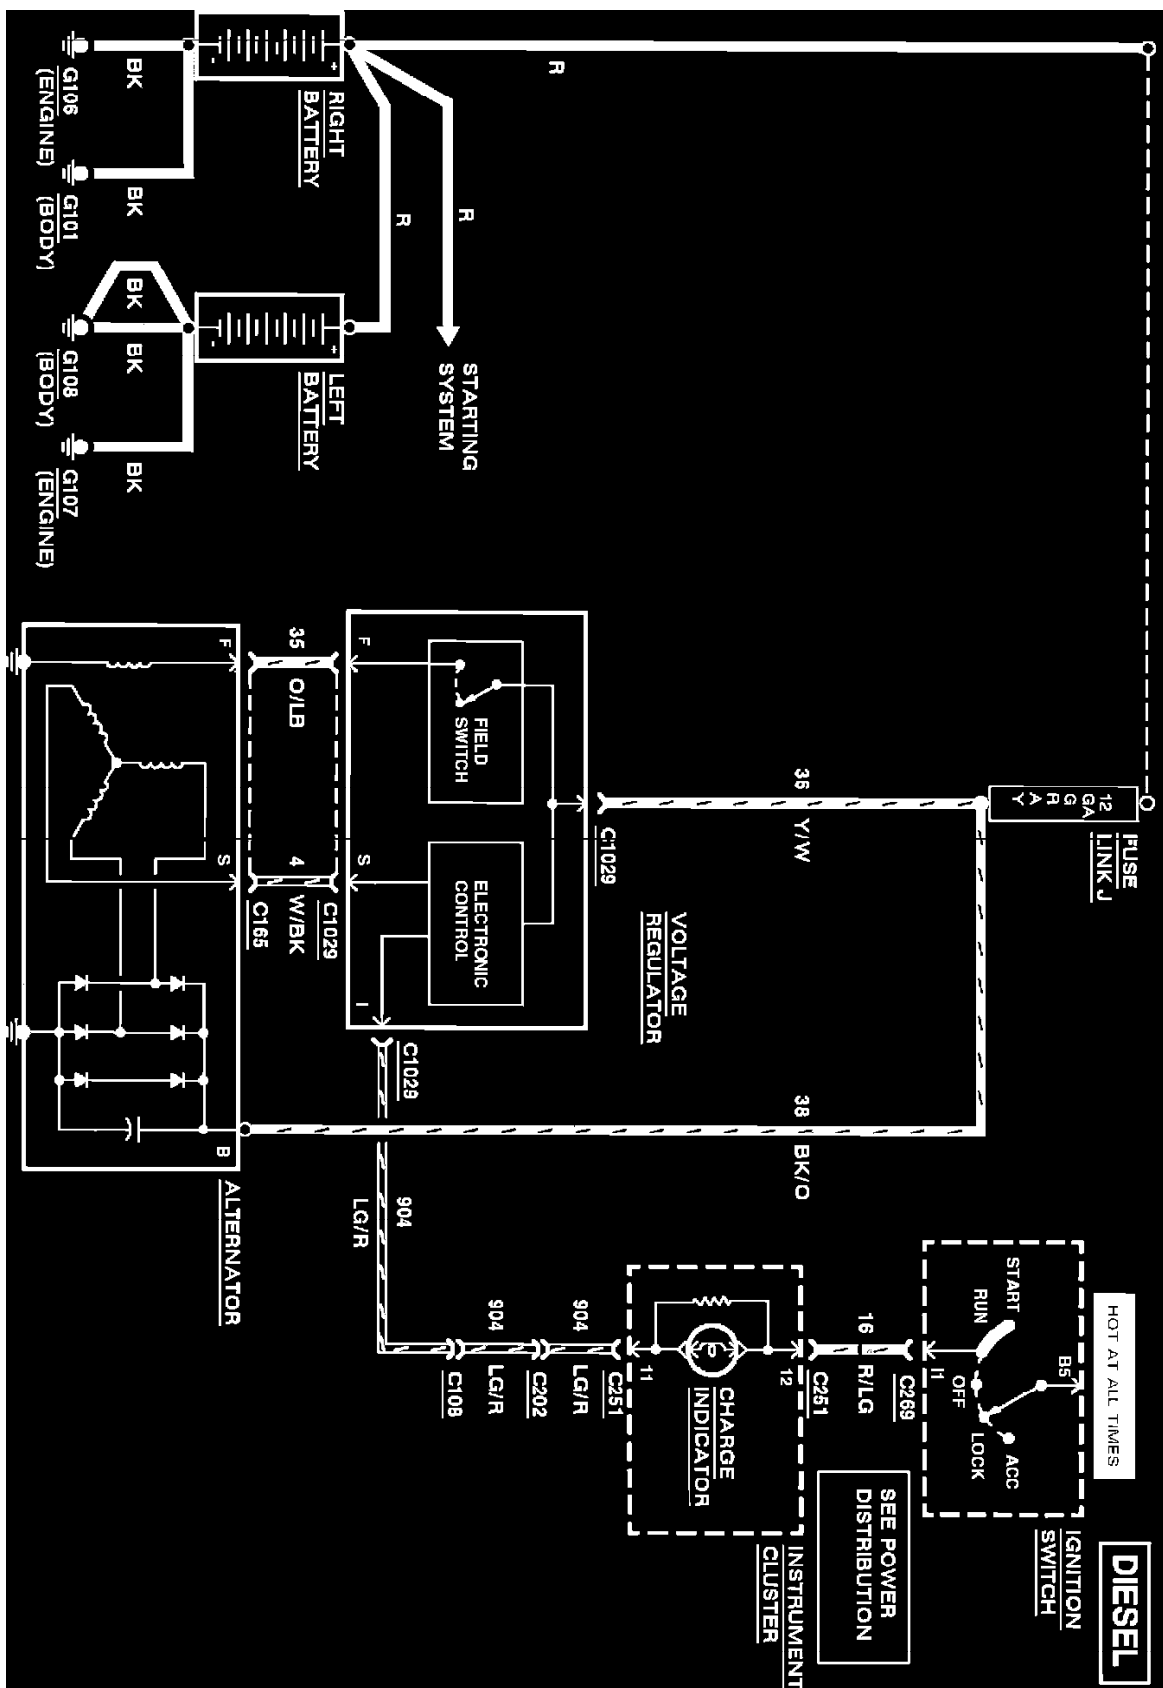 DIESEL
HOT AT ALL TIMES
FUSE
LINK J
12
GA
G
R
A
Y
B5
IGNITION
SWITCH
START
ACC
RUN
LOCK
OFF
I1
C269
SEE POWER
DISTRIBUTION
16
R/LG
C251
35
Y/W
38
BK/O
12
INSTRUMENT
CLUSTER
CHARGE
INDICATOR
11
C251
904
LG/R
C202
904
LG/R
C108
C1029
VOLTAGE
REGULATOR
R
FIELD
SWITCH
ELECTRONIC
CONTROL
STARTING
SYSTEM
R
R
F
S
I
C1029
904
LG/R
RIGHT
BATTERY
+
-
LEFT
BATTERY
+
-
35
O/LB
4
W/BK
C1029
C165
F
S
B
ALTERNATOR
BK
BK
BK
BK
BK
G106
(ENGINE)
G101
(BODY)
G108
(BODY)
G107
(ENGINE)